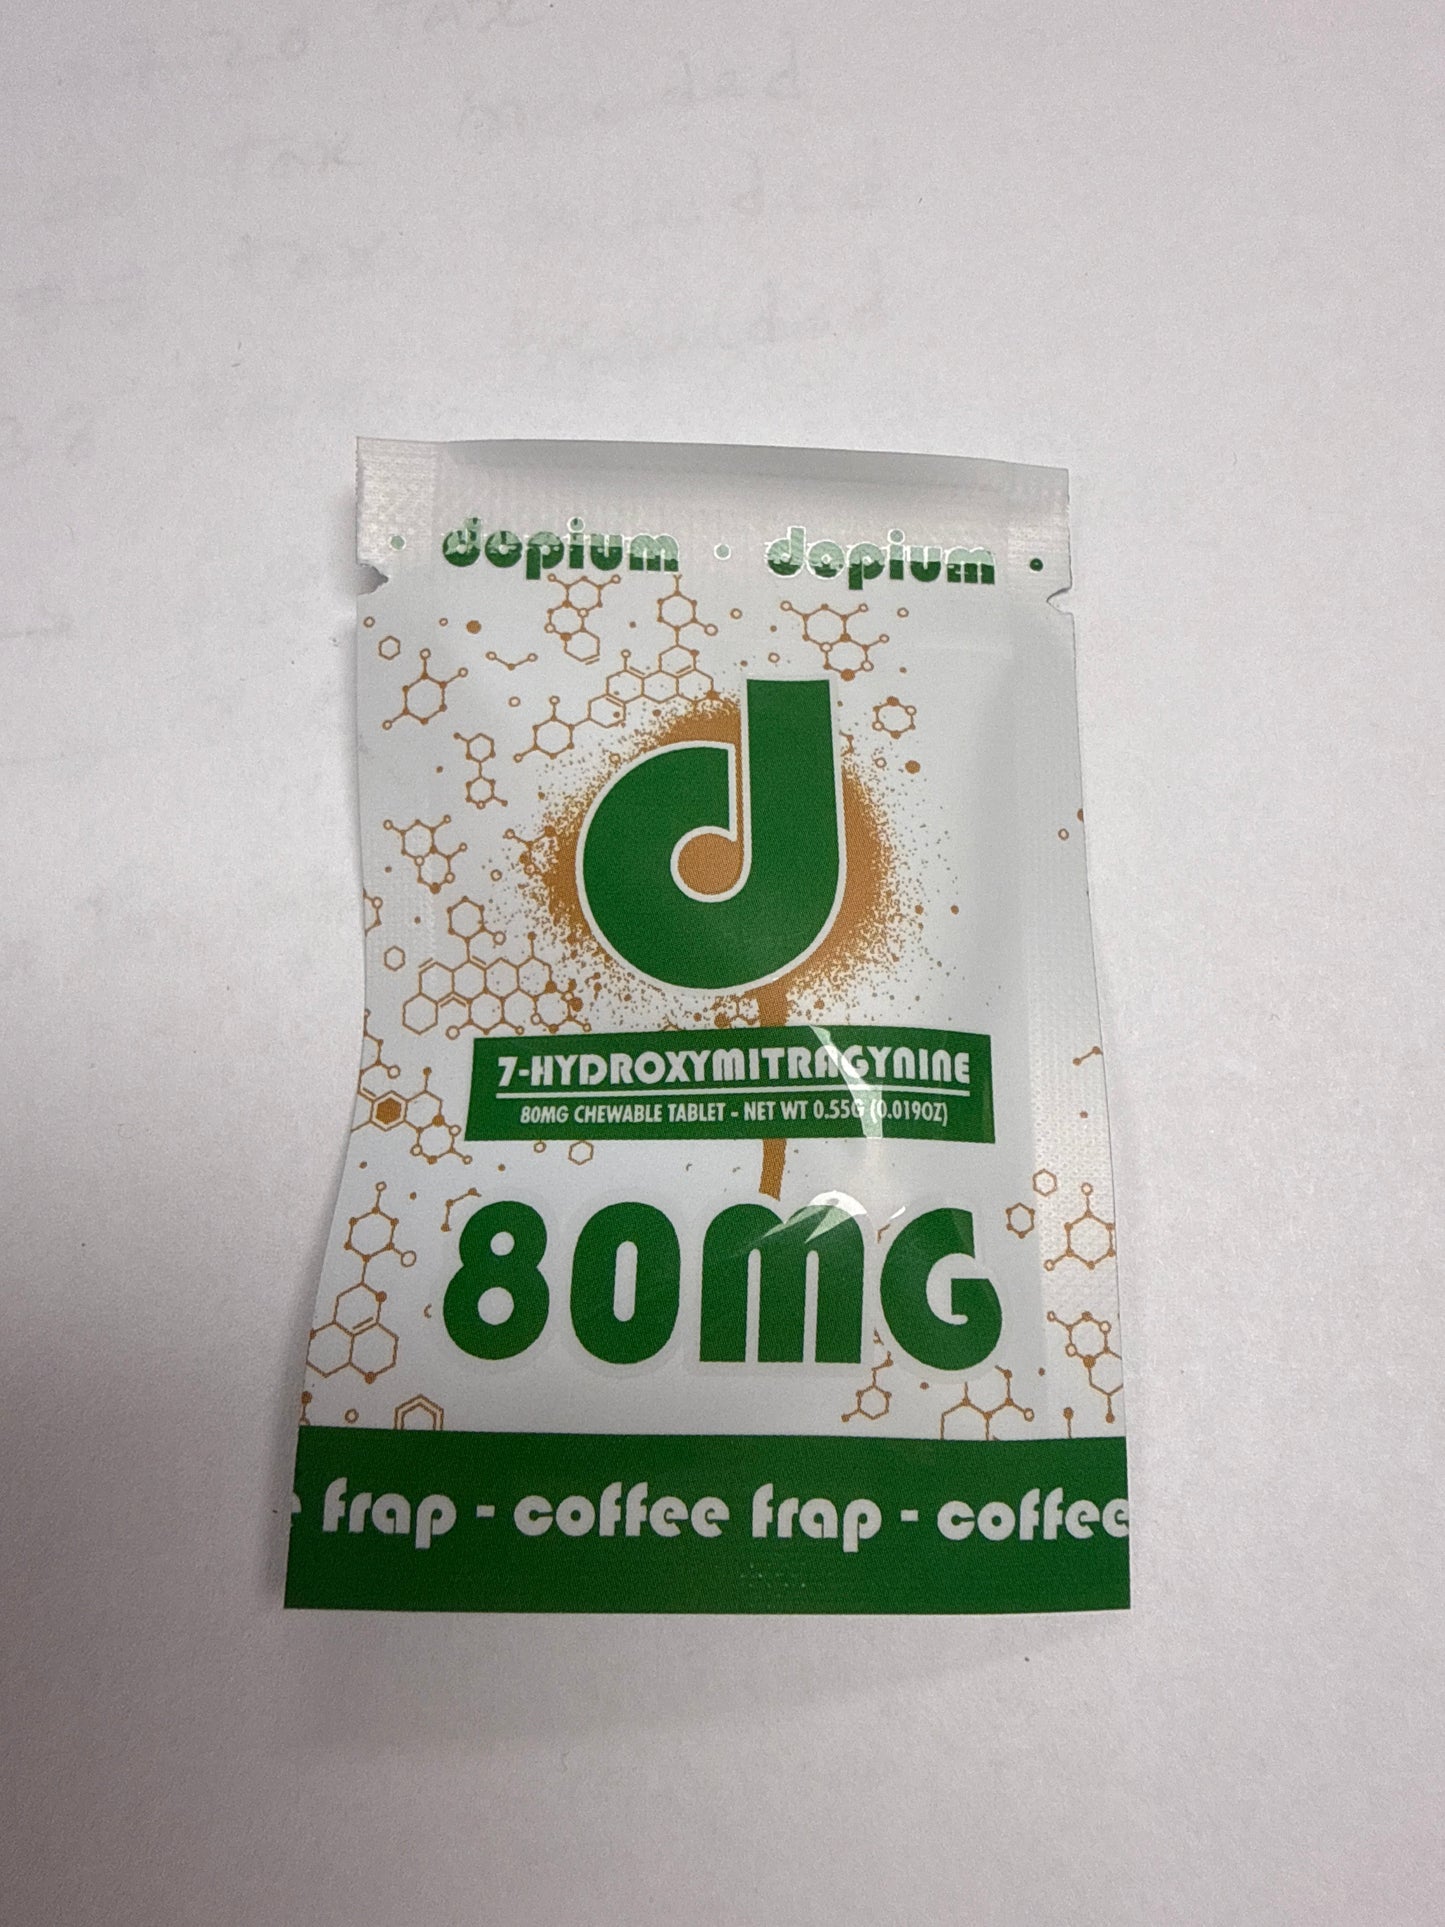 • dopium • dopium •
d
7-HYDROXYMITRAGYNINE
80MG CHEWABLE TABLET - NET WT 0.55G (0.019OZ)
80MG
e frap - coffee frap - coffee